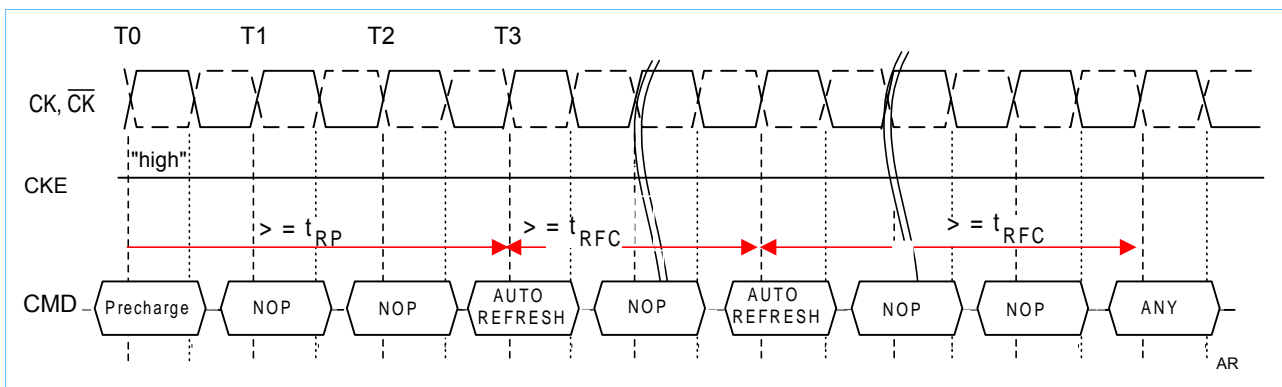 T0 T1 T2 T3
CK, C̅K̅
"high"
CKE
> = tRP > = tRFC > = tRFC
CMD Precharge NOP NOP AUTO REFRESH NOP AUTO REFRESH NOP NOP ANY
AR